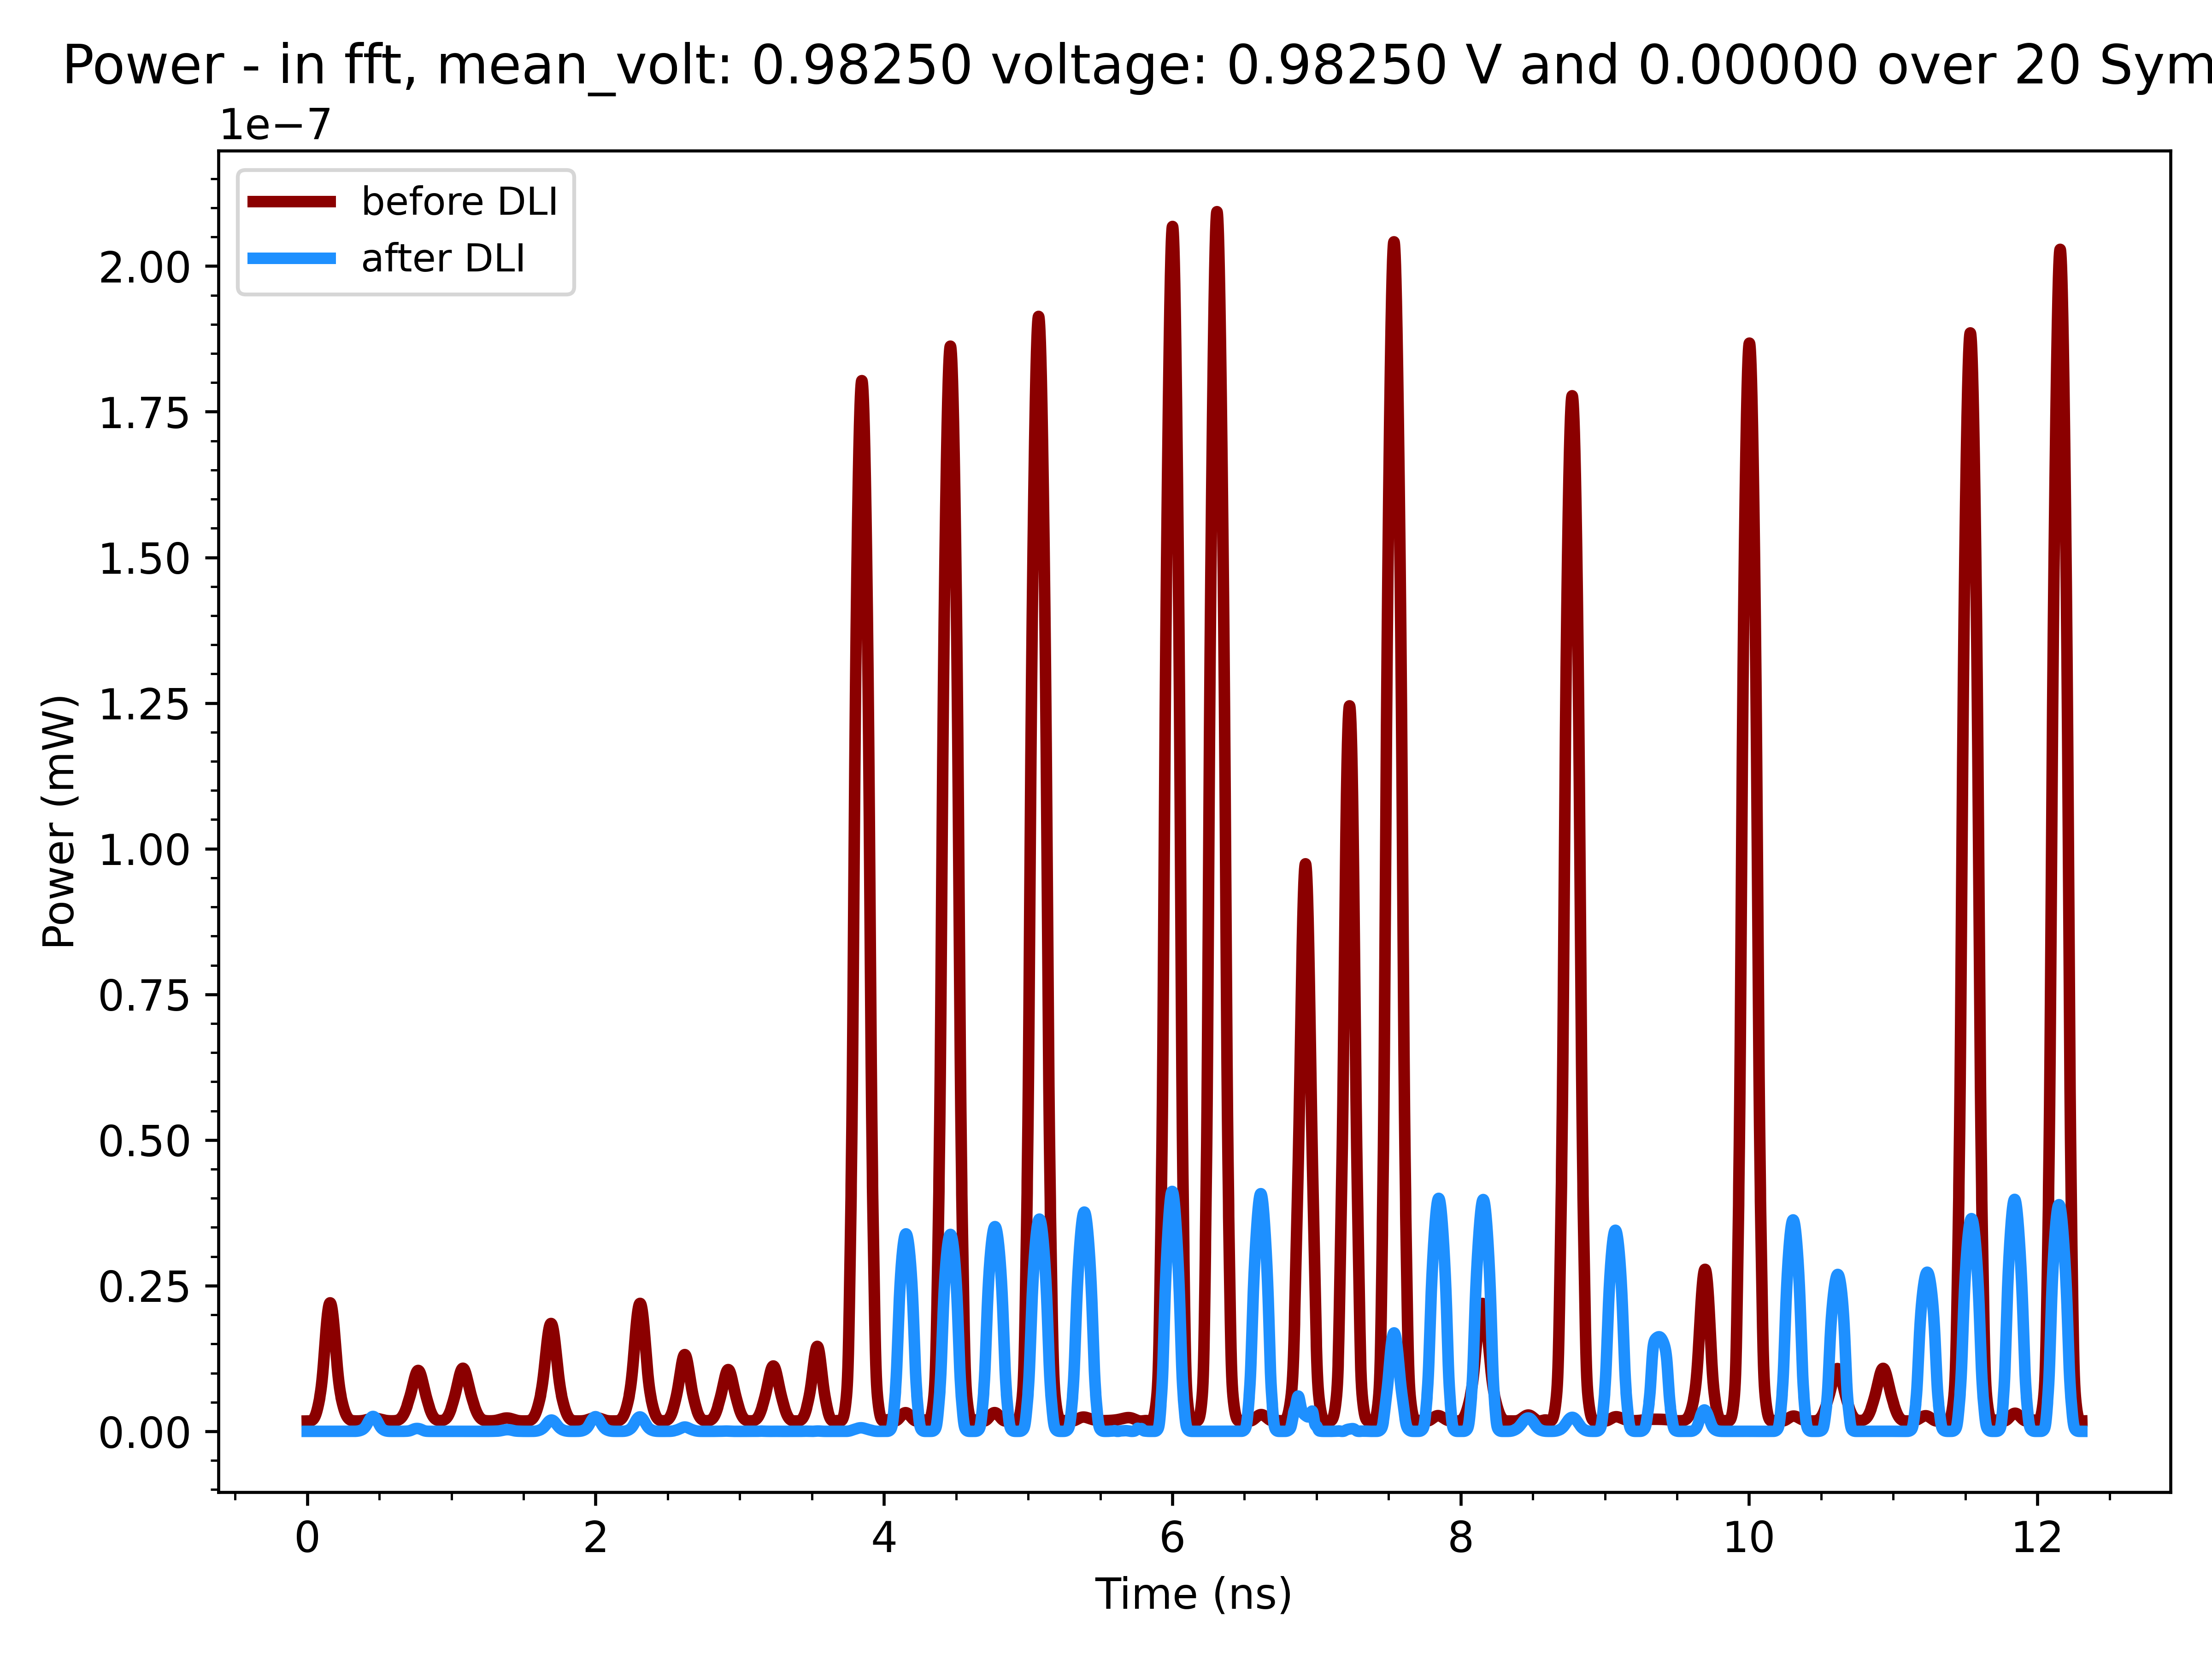 Power - in fft, mean_volt: 0.98250 voltage: 0.98250 V and 0.00000 over 20 Sym
1e−7
before DLI
after DLI
2.00
1.75
1.50
1.25
1.00
0.75
0.50
0.25
0.00
Power (mW)
0 2 4 6 8 10 12
Time (ns)